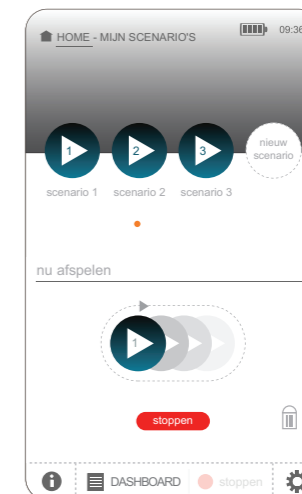 HOME - MIJN SCENARIO'S 09:36
1 2 3 nieuw
scenario
scenario 1 scenario 2 scenario 3
nu afspelen
1
stoppen
DASHBOARD stoppen